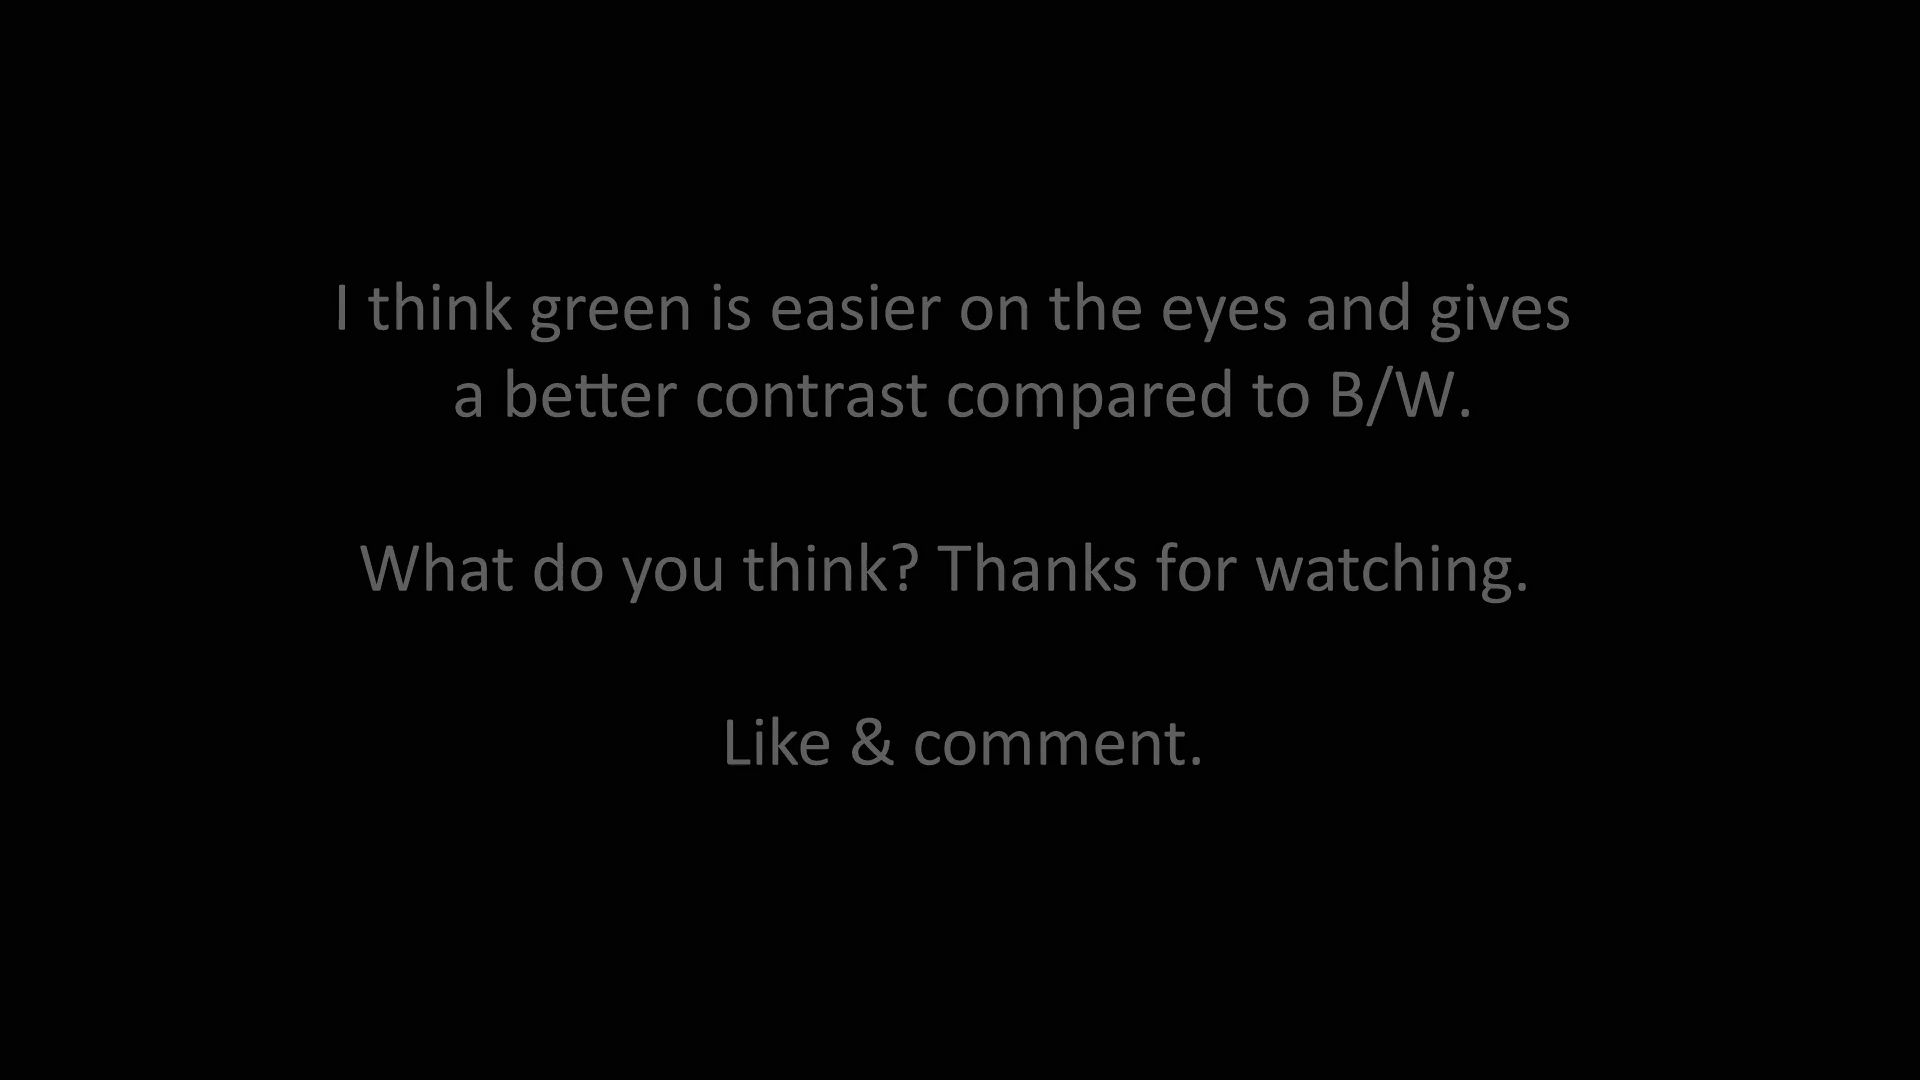 I think green is easier on the eyes and gives
a better contrast compared to B/W.
What do you think? Thanks for watching.
Like & comment.